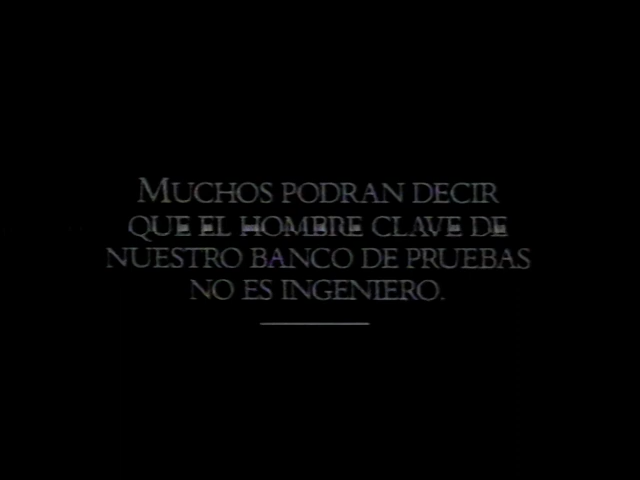 MUCHOS PODRAN DECIR
QUE EL HOMBRE CLAVE DE
NUESTRO BANCO DE PRUEBAS
NO ES INGENIERO.